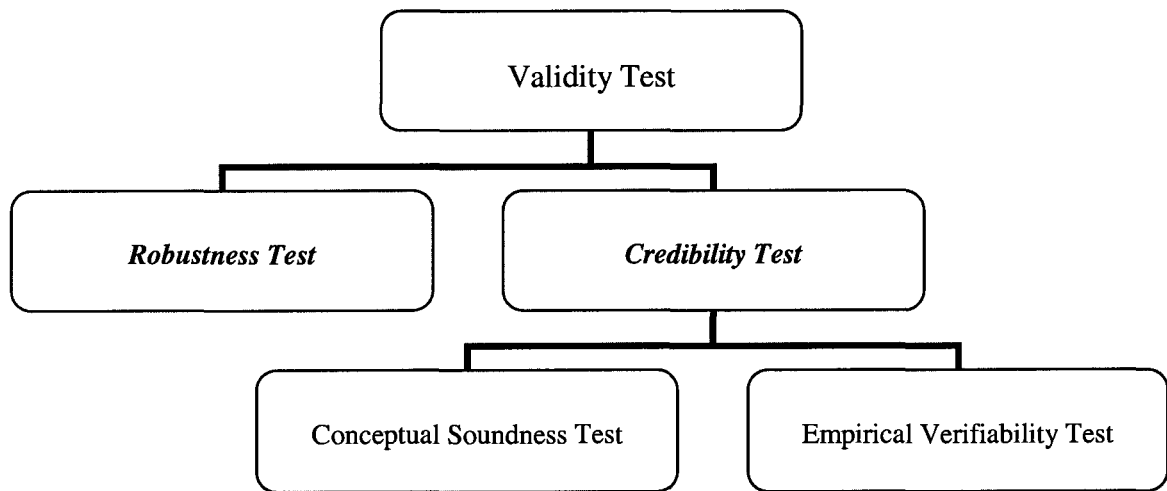 Validity Test
Robustness Test
Credibility Test
Conceptual Soundness Test
Empirical Verifiability Test